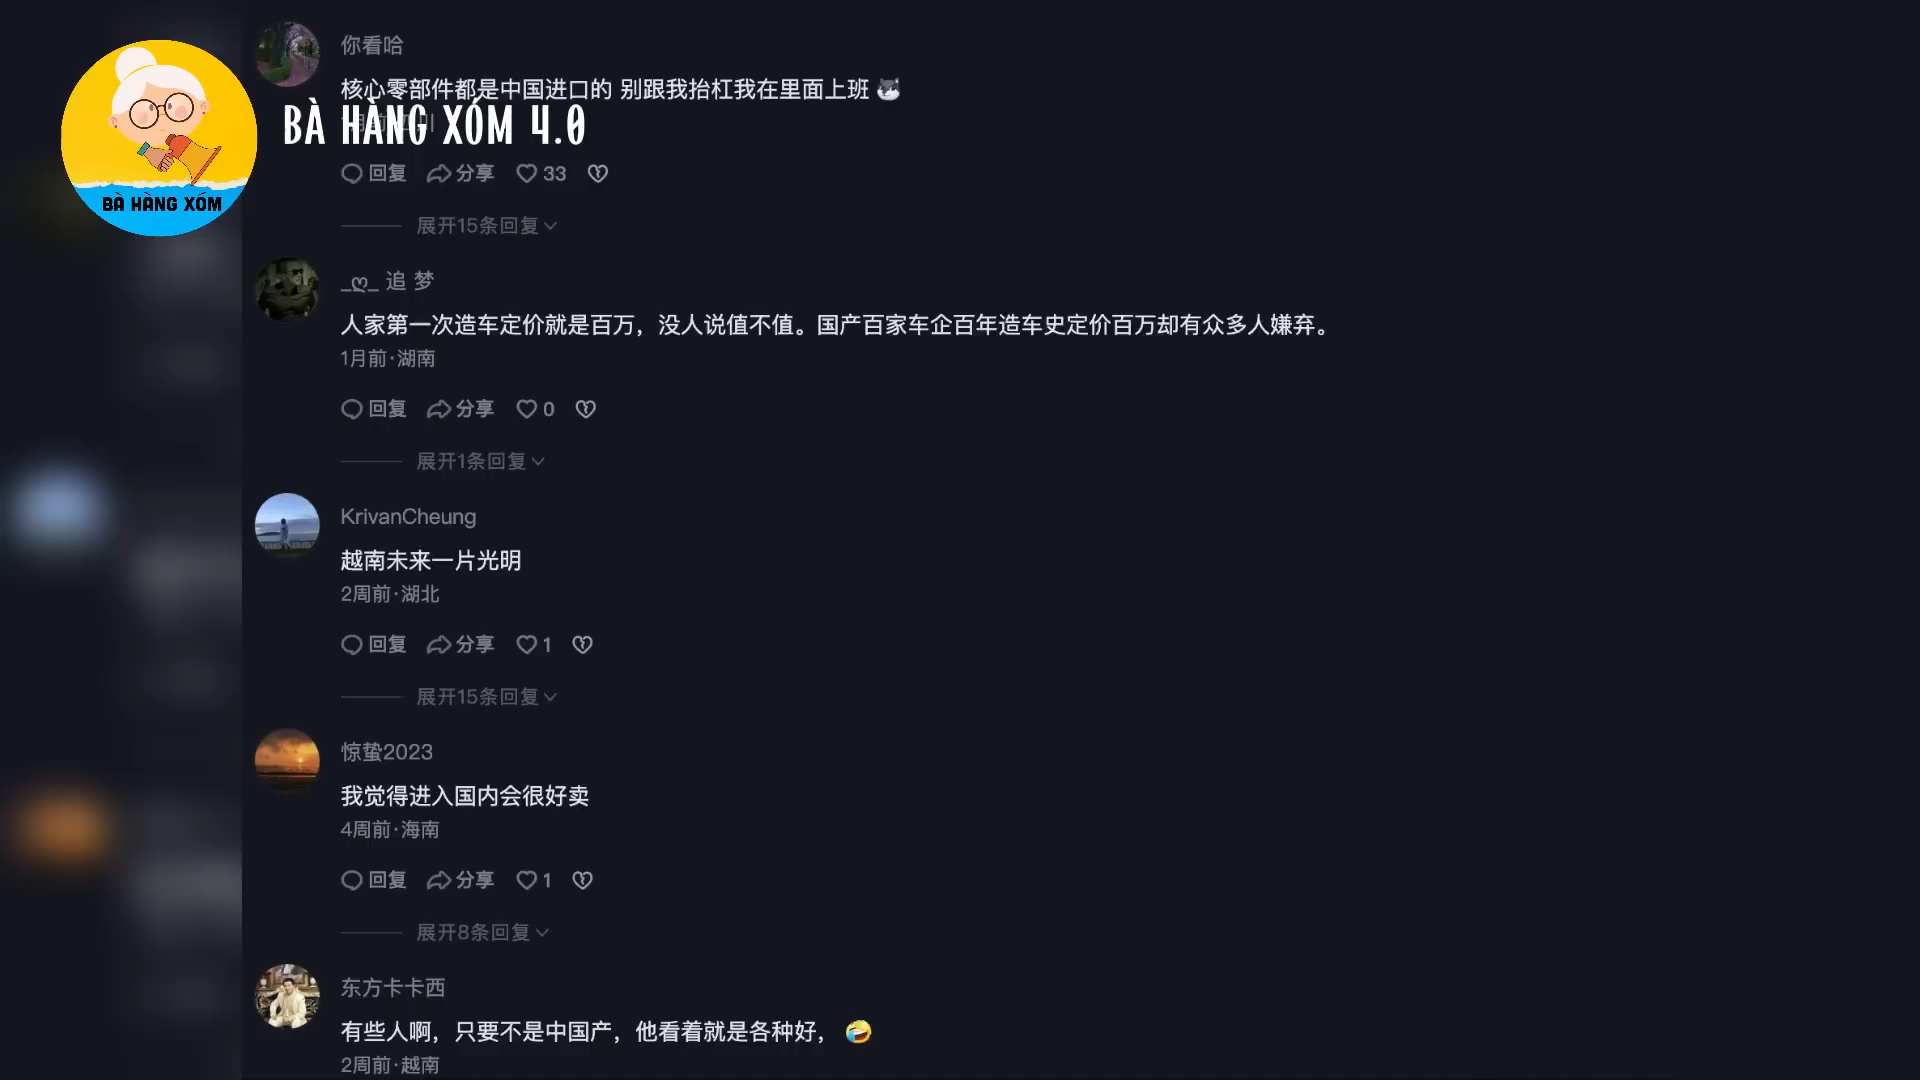 你看哈
核心零部件都是中国进口的 别跟我抬杠我在里面上班
BÀ HÀNG XÓM 4.0
BÀ HÀNG XÓM
回复 分享 33
展开15条回复
_ღ_ 追 梦
人家第一次造车定价就是百万，没人说值不值。国产百家车企百年造车史定价百万却有众多人嫌弃。
1月前·湖南
回复 分享 0
展开1条回复
KrivanCheung
越南未来一片光明
2周前·湖北
回复 分享 1
展开15条回复
惊蛰2023
我觉得进入国内会很好卖
4周前·海南
回复 分享 1
展开8条回复
东方卡卡西
有些人啊，只要不是中国产，他看着就是各种好，
2周前·越南